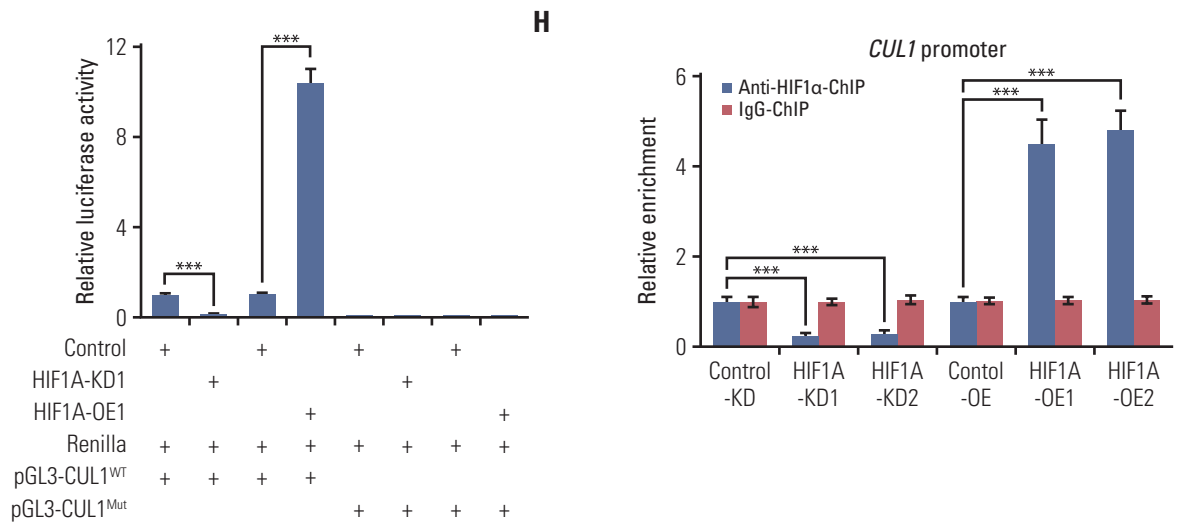 Relative luciferase activity
12
8
4
0
***
***
Control + + + +
HIF1A-KD1 + +
HIF1A-OE1 + +
Renilla + + + + + + + +
pGL3-CUL1WT + + + +
pGL3-CUL1Mut + + + +
H
CUL1 promoter
Anti-HIF1α-ChIP
IgG-ChIP
Relative enrichment
6
4
2
0
***
***
***
***
Control
-KD
HIF1A
-KD1
HIF1A
-KD2
Contol
-OE
HIF1A
-OE1
HIF1A
-OE2